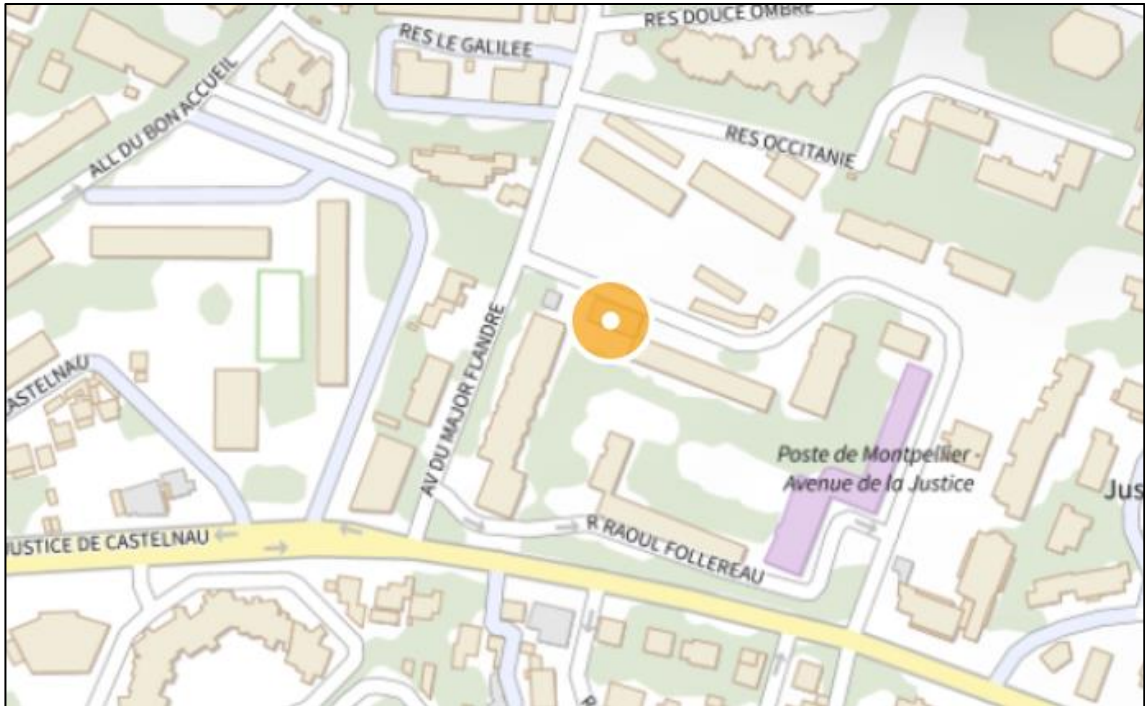 RES DOUCE OMBRE
RES LE GALILEE
ALL DU BON ACCUEIL
RES OCCITANIE
AV DU MAJOR FLANDRE
CASTELNAU
Poste de Montpellier -
Avenue de la Justice
Jus
R RAOUL FOLLEREAU
JUSTICE DE CASTELNAU
R